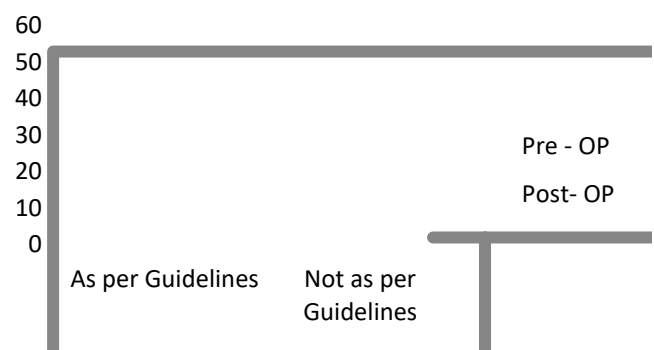 60
50
40
30
20
10
0
Pre - OP
Post- OP
As per Guidelines
Not as per
Guidelines